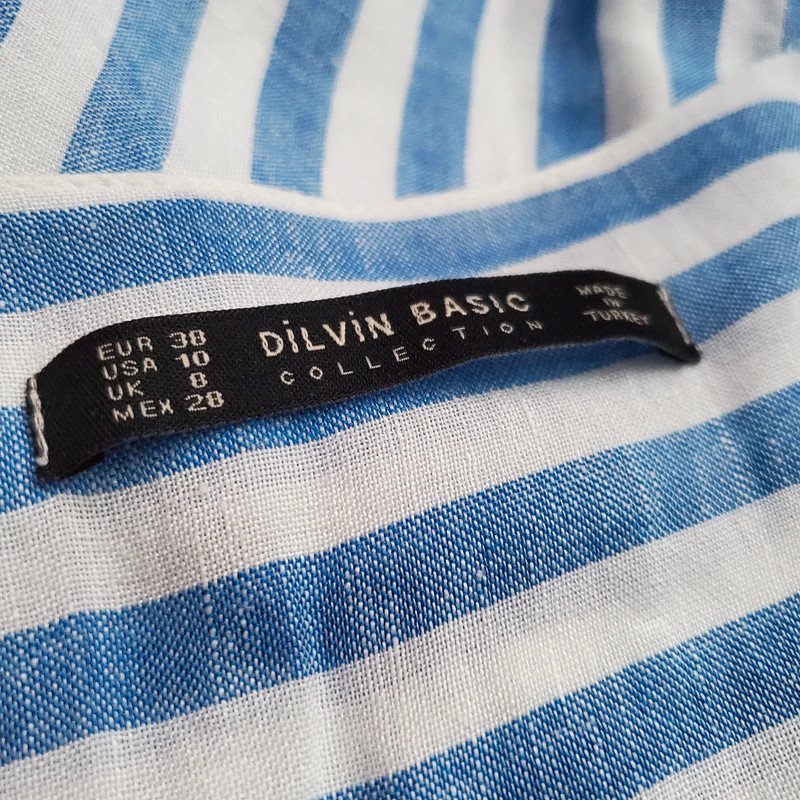 EUR 38
USA 10
UK 8
MEX 28
DiLViN BASIC
COLLECTION
MADE
IN
TURKEY